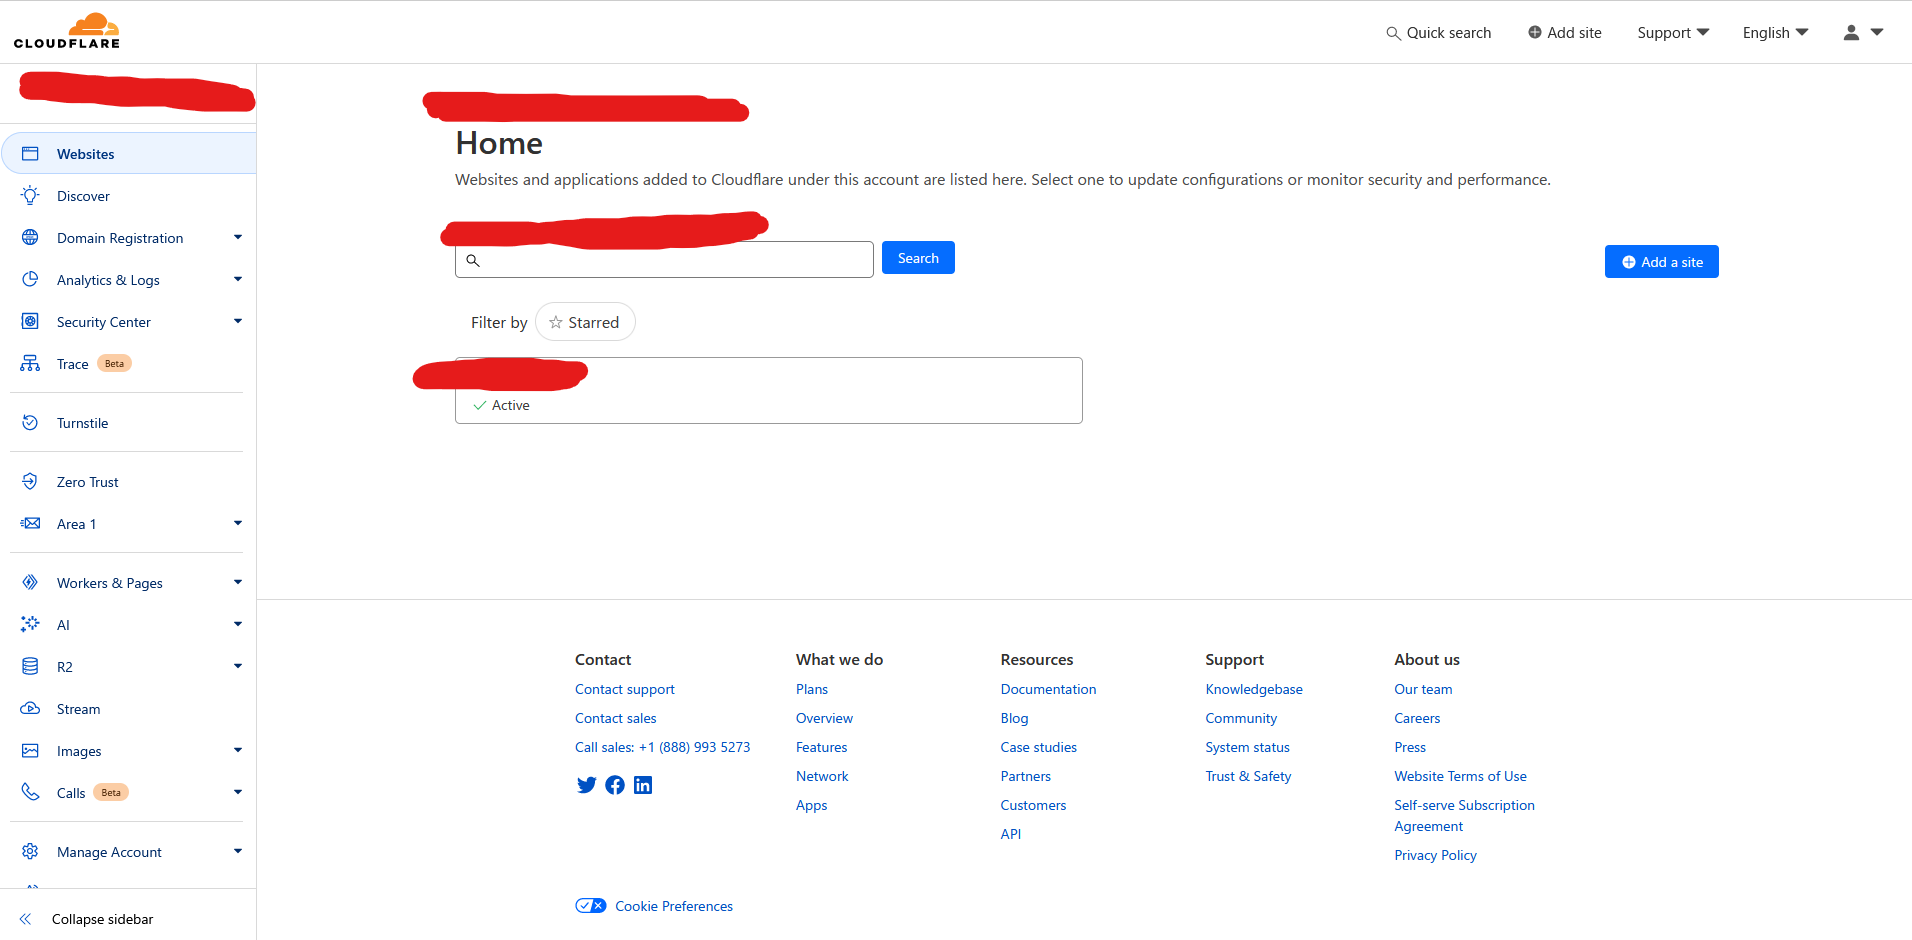 CLOUDFLARE
Quick search
Add site
Support
English
Websites
Discover
Domain Registration
Analytics & Logs
Security Center
Trace Beta
Turnstile
Zero Trust
Area 1
Workers & Pages
AI
R2
Stream
Images
Calls Beta
Manage Account
Collapse sidebar
Home
Websites and applications added to Cloudflare under this account are listed here. Select one to update configurations or monitor security and performance.
Search
Add a site
Filter by Starred
Active
Contact
Contact support
Contact sales
Call sales: +1 (888) 993 5273
What we do
Plans
Overview
Features
Network
Apps
Resources
Documentation
Blog
Case studies
Partners
Customers
API
Support
Knowledgebase
Community
System status
Trust & Safety
About us
Our team
Careers
Press
Website Terms of Use
Self-serve Subscription
Agreement
Privacy Policy
Cookie Preferences